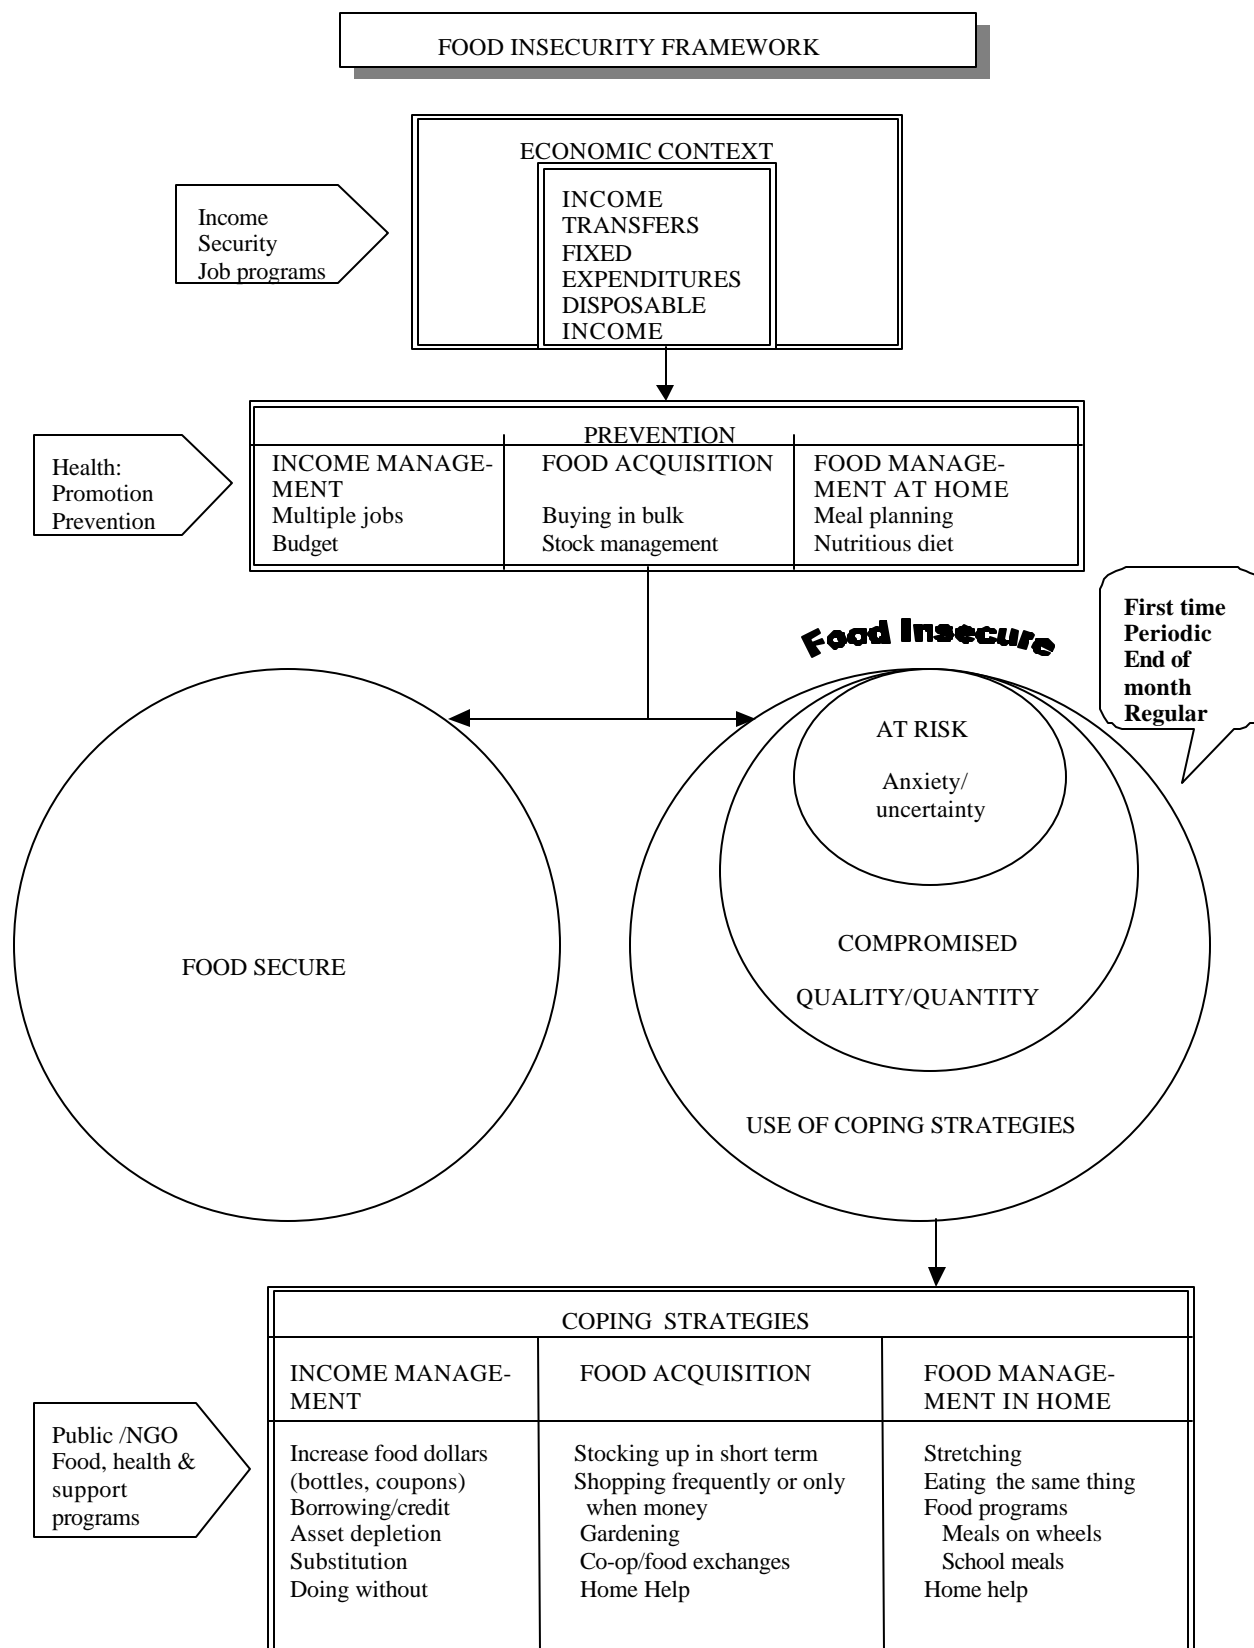 FOOD INSECURITY FRAMEWORK
ECONOMIC CONTEXT
INCOME
TRANSFERS
FIXED
EXPENDITURES
DISPOSABLE
INCOME
Income
Security
Job programs
PREVENTION
INCOME MANAGE-
MENT
Multiple jobs
Budget
FOOD ACQUISITION
Buying in bulk
Stock management
FOOD MANAGE-
MENT AT HOME
Meal planning
Nutritious diet
Health:
Promotion
Prevention
First time
Periodic
End of
month
Regular
Food Insecure
AT RISK
Anxiety/
uncertainty
COMPROMISED
QUALITY/QUANTITY
USE OF COPING STRATEGIES
FOOD SECURE
COPING STRATEGIES
INCOME MANAGE-
MENT
Increase food dollars
(bottles, coupons)
Borrowing/credit
Asset depletion
Substitution
Doing without
FOOD ACQUISITION
Stocking up in short term
Shopping frequently or only
when money
Gardening
Co-op/food exchanges
Home Help
FOOD MANAGE-
MENT IN HOME
Stretching
Eating the same thing
Food programs
Meals on wheels
School meals
Home help
Public /NGO
Food, health &
support
programs